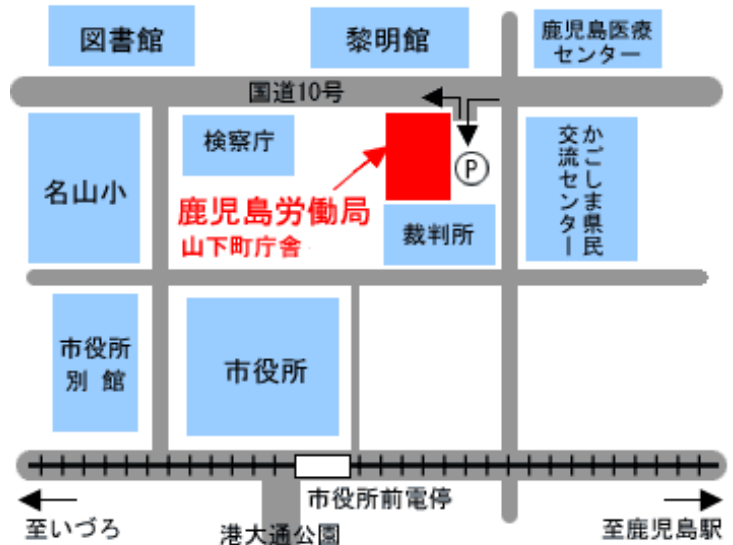 図書館
黎明館
鹿児島医療
センター
国道10号
検察庁
名山小
P
かごしま県民
交流センター
鹿児島労働局
山下町庁舎
裁判所
市役所
別館
市役所
市役所前電停
至いづろ
港大通公園
至鹿児島駅